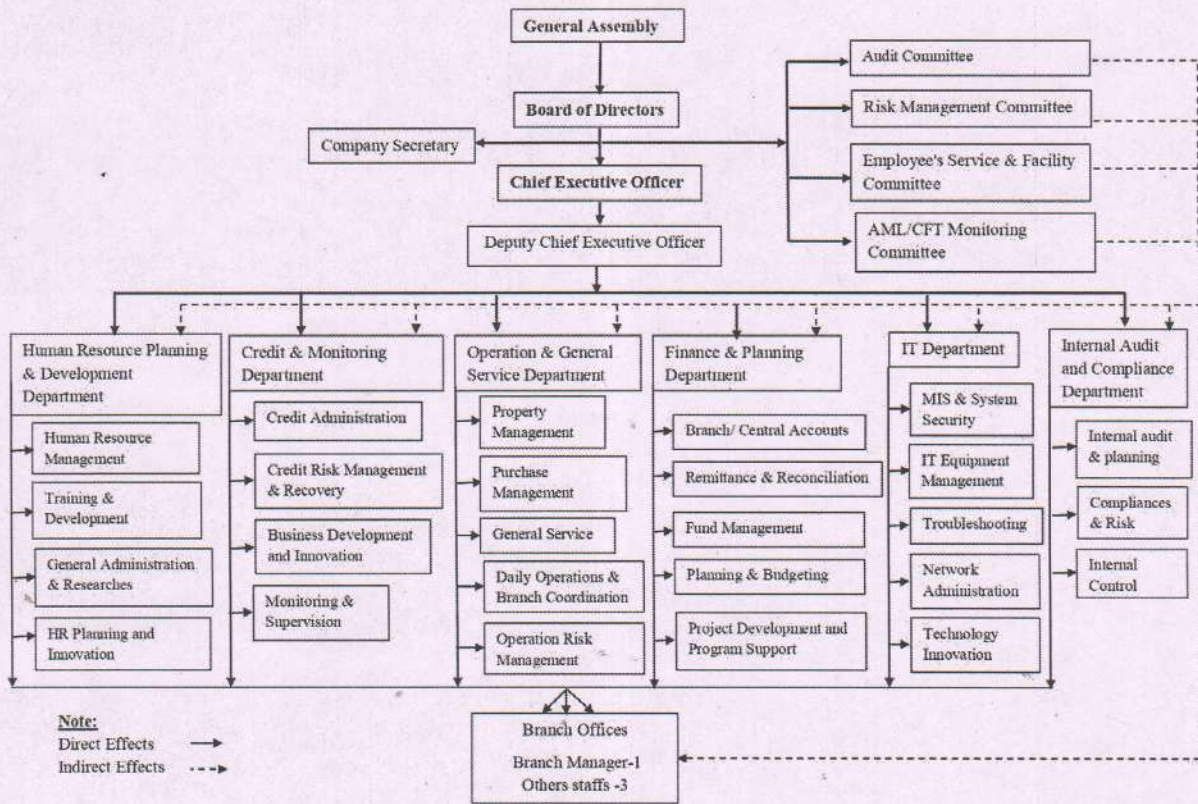 General Assembly
Board of Directors
Company Secretary
Chief Executive Officer
Deputy Chief Executive Officer
Audit Committee
Risk Management Committee
Employee's Service & Facility
Committee
AML/CFT Monitoring
Committee
Human Resource Planning
& Development
Department
Human Resource
Management
Training &
Development
General Administration
& Researches
HR Planning and
Innovation
Credit & Monitoring
Department
Credit Administration
Credit Risk Management
& Recovery
Business Development
and Innovation
Monitoring &
Supervision
Operation & General
Service Department
Property
Management
Purchase
Management
General Service
Daily Operations &
Branch Coordination
Operation Risk
Management
Finance & Planning
Department
Branch/ Central Accounts
Remittance & Reconciliation
Fund Management
Planning & Budgeting
Project Development and
Program Support
IT Department
MIS & System
Security
IT Equipment
Management
Troubleshooting
Network
Administration
Technology
Innovation
Internal Audit
and Compliance
Department
Internal audit
& planning
Compliances
& Risk
Internal
Control
Note:
Direct Effects
Indirect Effects
Branch Offices
Branch Manager-1
Others staffs -3